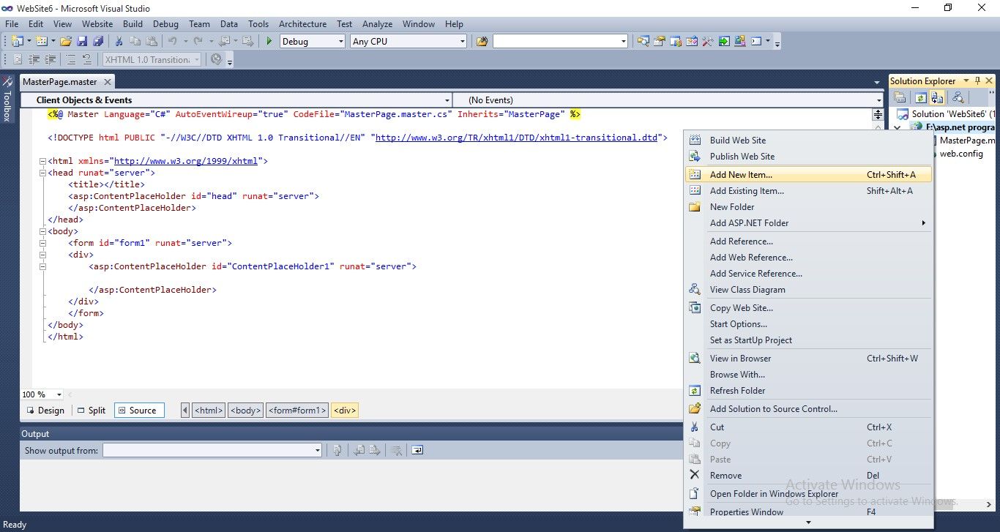 WebSite6 - Microsoft Visual Studio
File Edit View Website Build Debug Team Data Tools Architecture Test Analyze Window Help
Debug Any CPU
XHTML 1.0 Transition
MasterPage.master
Solution Explorer
Toolbox
Client Objects & Events (No Events)
<%@ Master Language="C#" AutoEventWireup="true" CodeFile="MasterPage.master.cs" Inherits="MasterPage" %>
Solution 'WebSite6' (1
<!DOCTYPE html PUBLIC "-//W3C//DTD XHTML 1.0 Transitional//EN" "http://www.w3.org/TR/xhtml1/DTD/xhtml1-transitional.dtd">
E:\asp.net progra
MasterPage.m
web.config
<html xmlns="http://www.w3.org/1999/xhtml">
<head runat="server">
<title></title>
<asp:ContentPlaceHolder id="head" runat="server">
</asp:ContentPlaceHolder>
</head>
<body>
<form id="form1" runat="server">
<div>
<asp:ContentPlaceHolder id="ContentPlaceHolder1" runat="server">
</asp:ContentPlaceHolder>
</div>
</form>
</body>
</html>
Build Web Site
Publish Web Site
Add New Item... Ctrl+Shift+A
Add Existing Item... Shift+Alt+A
New Folder
Add ASP.NET Folder
Add Reference...
Add Web Reference...
Add Service Reference...
View Class Diagram
Copy Web Site...
Start Options...
Set as StartUp Project
View in Browser Ctrl+Shift+W
Browse With...
Refresh Folder
Add Solution to Source Control...
Cut Ctrl+X
Copy Ctrl+C
Paste Ctrl+V
Remove Del
Open Folder in Windows Explorer
Properties Window F4
100 %
Design Split Source <html> <body> <form#form1> <div>
Output
Show output from:
Activate Windows
Go to Settings to activate Windows.
Ready